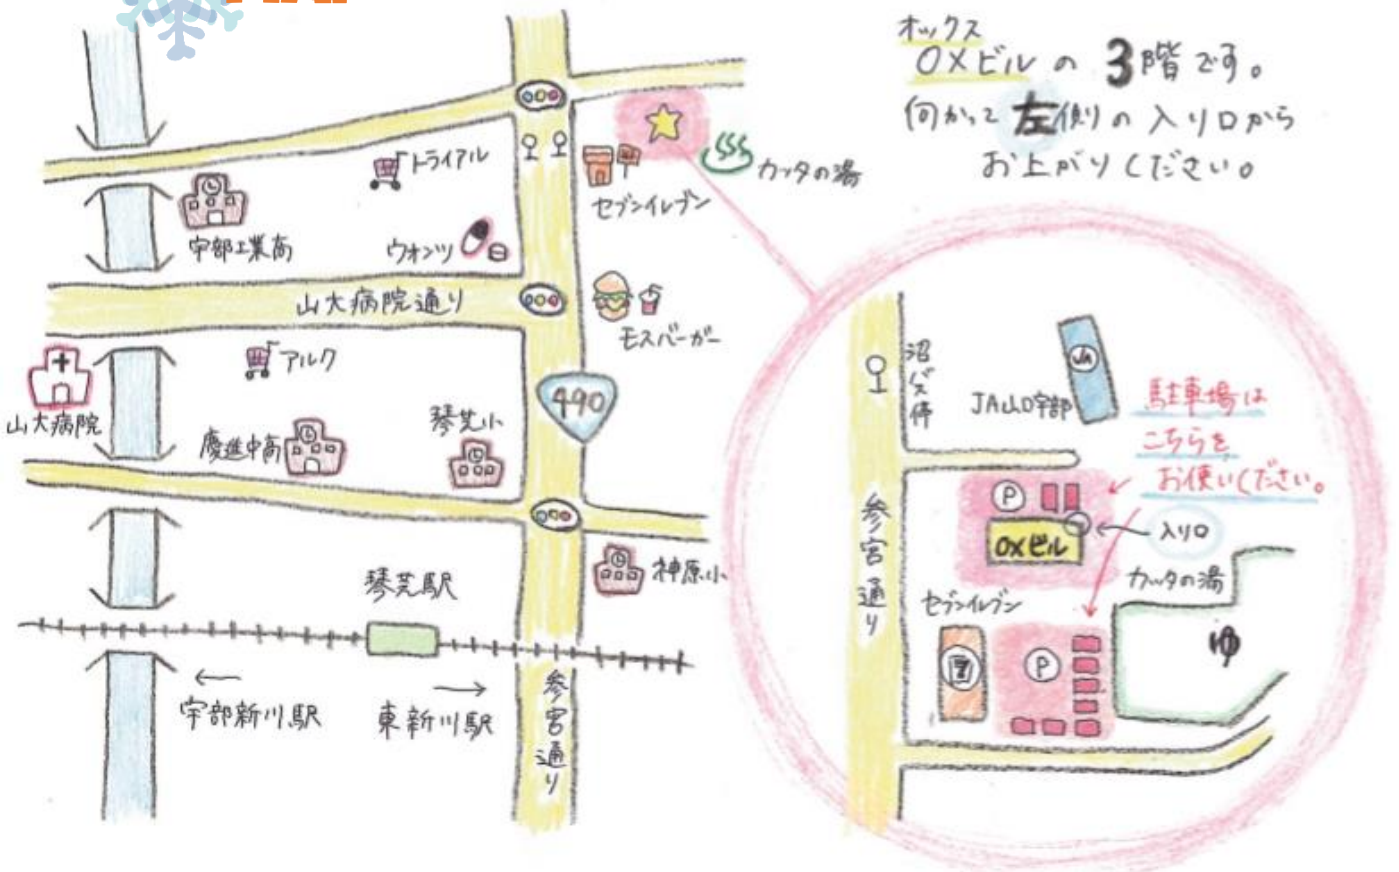 オックス
OXビルの3階です。
向かって左側の入り口から
お上がりください。
トライアル
セブンイレブン
カッタの湯
宇部工業高
ウォンツ
山大病院通り
モスバーガー
アルク
山大病院
慶進中高
琴芝小
490
琴芝駅
神原小
宇部新川駅
東新川駅
参宮通り
沼バス停
JA
JA山口宇部
駐車場は
こちらを
お使いください。
参宮通り
P
OXビル
入り口
カッタの湯
セブンイレブン
7
P
ゆ